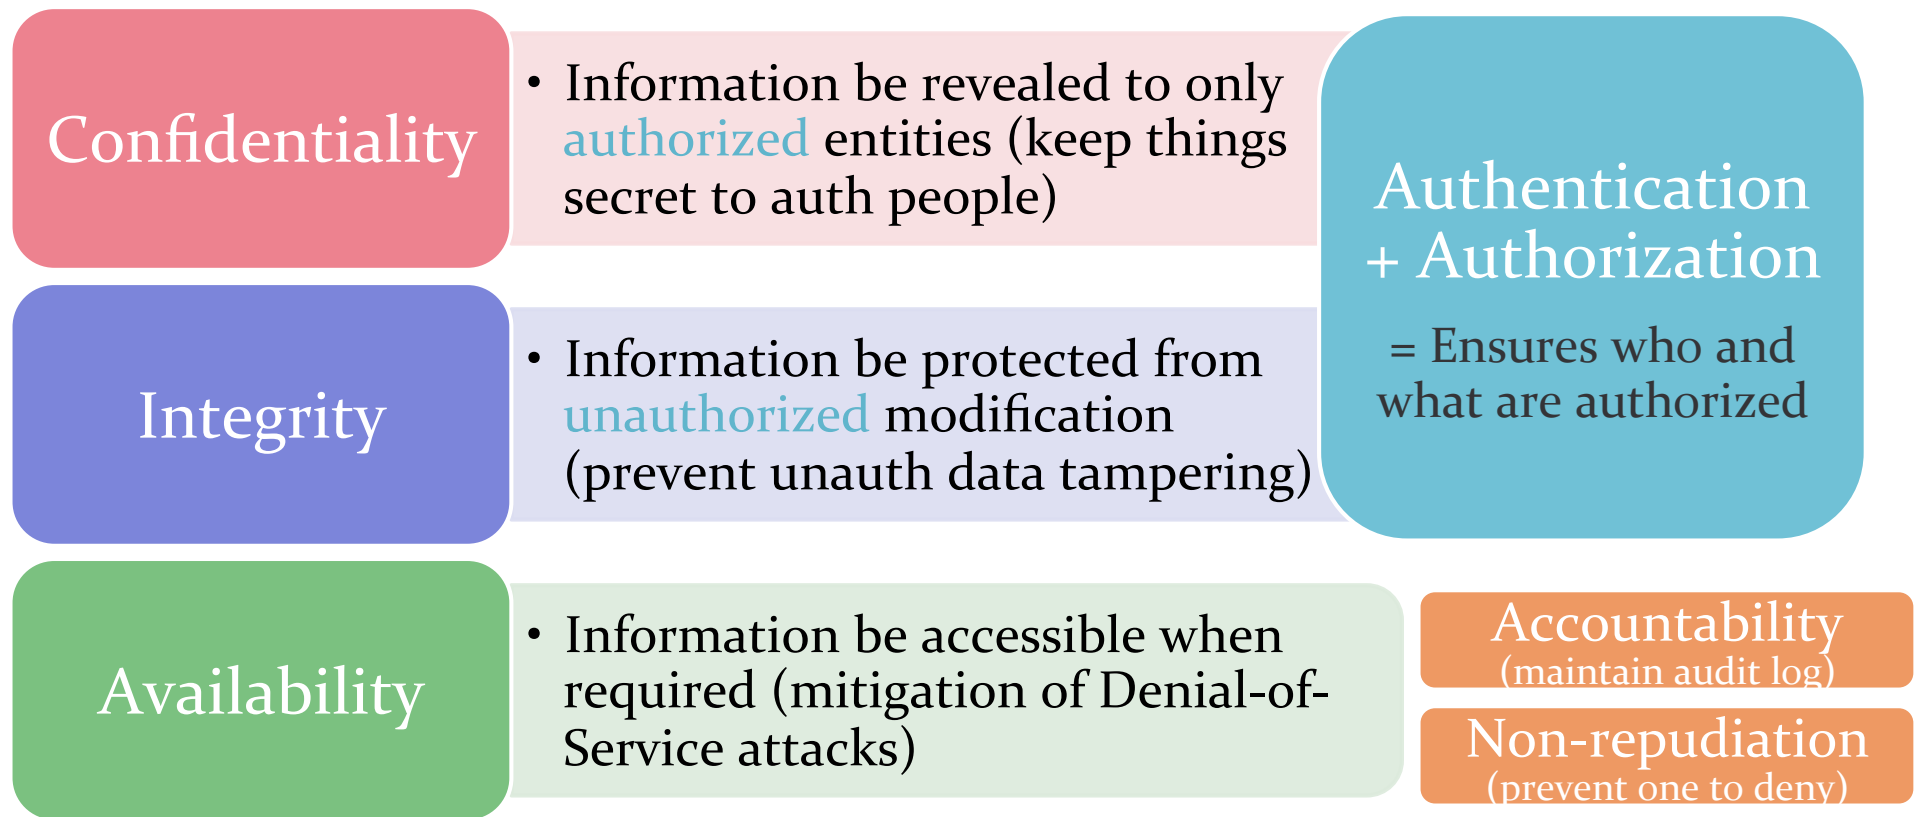 Confidentiality
• Information be revealed to only
authorized entities (keep things
secret to auth people)
Integrity
• Information be protected from
unauthorized modification
(prevent unauth data tampering)
Authentication
+ Authorization
= Ensures who and
what are authorized
Availability
• Information be accessible when
required (mitigation of Denial-of-
Service attacks)
Accountability
(maintain audit log)
Non-repudiation
(prevent one to deny)